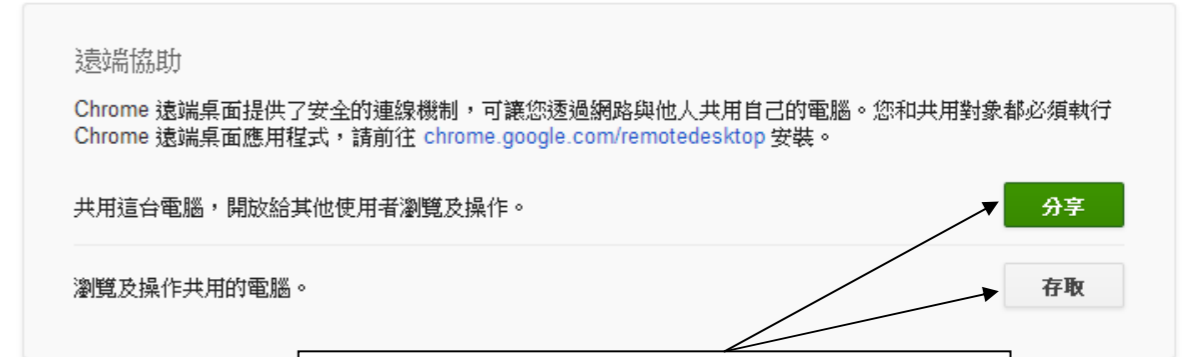 遠端協助
Chrome 遠端桌面提供了安全的連線機制，可讓您透過網路與他人共用自己的電腦。您和共用對象都必須執行
Chrome 遠端桌面應用程式，請前往 chrome.google.com/remotedesktop 安裝。
共用這台電腦，開放給其他使用者瀏覽及操作。
分享
瀏覽及操作共用的電腦。
存取